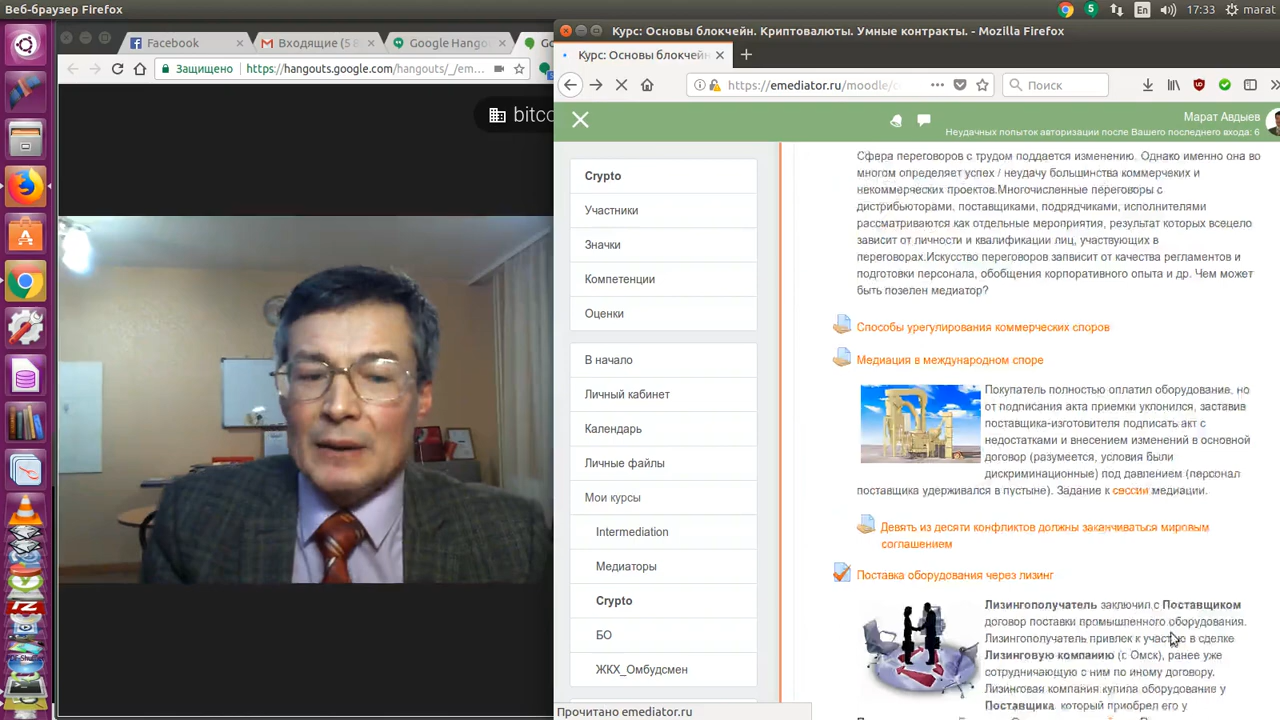 Веб-браузер Firefox
5
En
17:33
marat
Facebook
Входящие (5 8
Google Hango
Go
Защищено
https://hangouts.google.com/hangouts/_/em...
bitco
Курс: Основы блокчейн. Криптовалюты. Умные контракты. - Mozilla Firefox
Курс: Основы блокчейн
https://emediator.ru/moodle/
Поиск
Марат Авдыев
Неудачных попыток авторизации после Вашего последнего входа: 6
Crypto
Участники
Значки
Компетенции
Оценки
В начало
Личный кабинет
Календарь
Личные файлы
Мои курсы
Intermediation
Медиаторы
Crypto
БО
ЖКХ_Омбудсмен
Сфера переговоров с трудом поддается изменению. Однако именно она во
многом определяет успех / неудачу большинства коммерческих и
некоммерческих проектов.Многочисленные переговоры с
дистрибьюторами, поставщиками, подрядчиками, исполнителями
рассматриваются как отдельные мероприятия, результат которых всецело
зависит от личности и квалификации лиц, участвующих в
переговорах.Искусство переговоров записит от качества регламентов и
подготовки персонала, обобщения корпоративного опыта и др. Чем может
быть позелен медиатор?
Способы урегулирования коммерческих споров
Медиация в международном споре
Покупатель полностью оплатил оборудование, но
от подписания акта приемки уклонился, заставив
поставщика-изготовителя подписать акт с
недостатками и внесением изменений в основной
договор (разумеется, условия были
дискриминационные) под давлением (персонал
поставщика удерживался в пустыне). Задание к сессии медиации.
Девять из десяти конфликтов должны заканчиваться мировым
соглашением
Поставка оборудования через лизинг
Лизингополучатель заключил с Поставщиком
договор поставки промышленного оборудования.
Лизингополучатель привлек к участию в сделке
Лизинговую компанию (г. Омск), ранее уже
сотрудничающую с ним по иному договору.
Лизинговая компания купила оборудование у
Поставщика, который приобрел его у
Прочитано emediator.ru